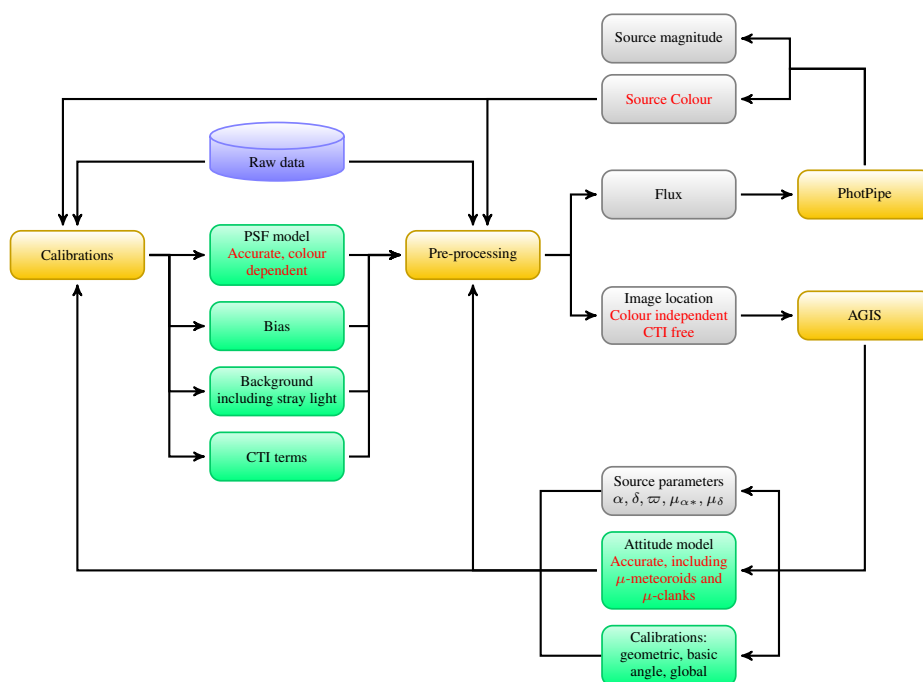 Source magnitude
Source Colour
Raw data
Flux
PhotPipe
Calibrations
PSF model
Accurate, colour
dependent
Pre-processing
Image location
Colour independent
CTI free
AGIS
Bias
Background
including stray light
CTI terms
Source parameters
α, δ, ϖ, μα∗, μδ
Attitude model
Accurate, including
μ-meteoroids and
μ-clanks
Calibrations:
geometric, basic
angle, global